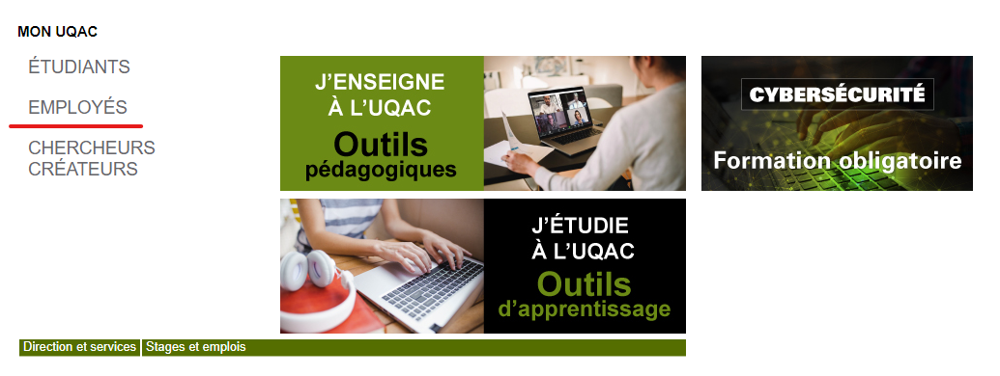 MON UQAC
ÉTUDIANTS
EMPLOYÉS
CHERCHEURS
CRÉATEURS
J'ENSEIGNE
À L'UQAC
Outils
pédagogiques
CYBERSÉCURITÉ
Formation obligatoire
J'ÉTUDIE
À L'UQAC
Outils
d'apprentissage
Direction et services
Stages et emplois